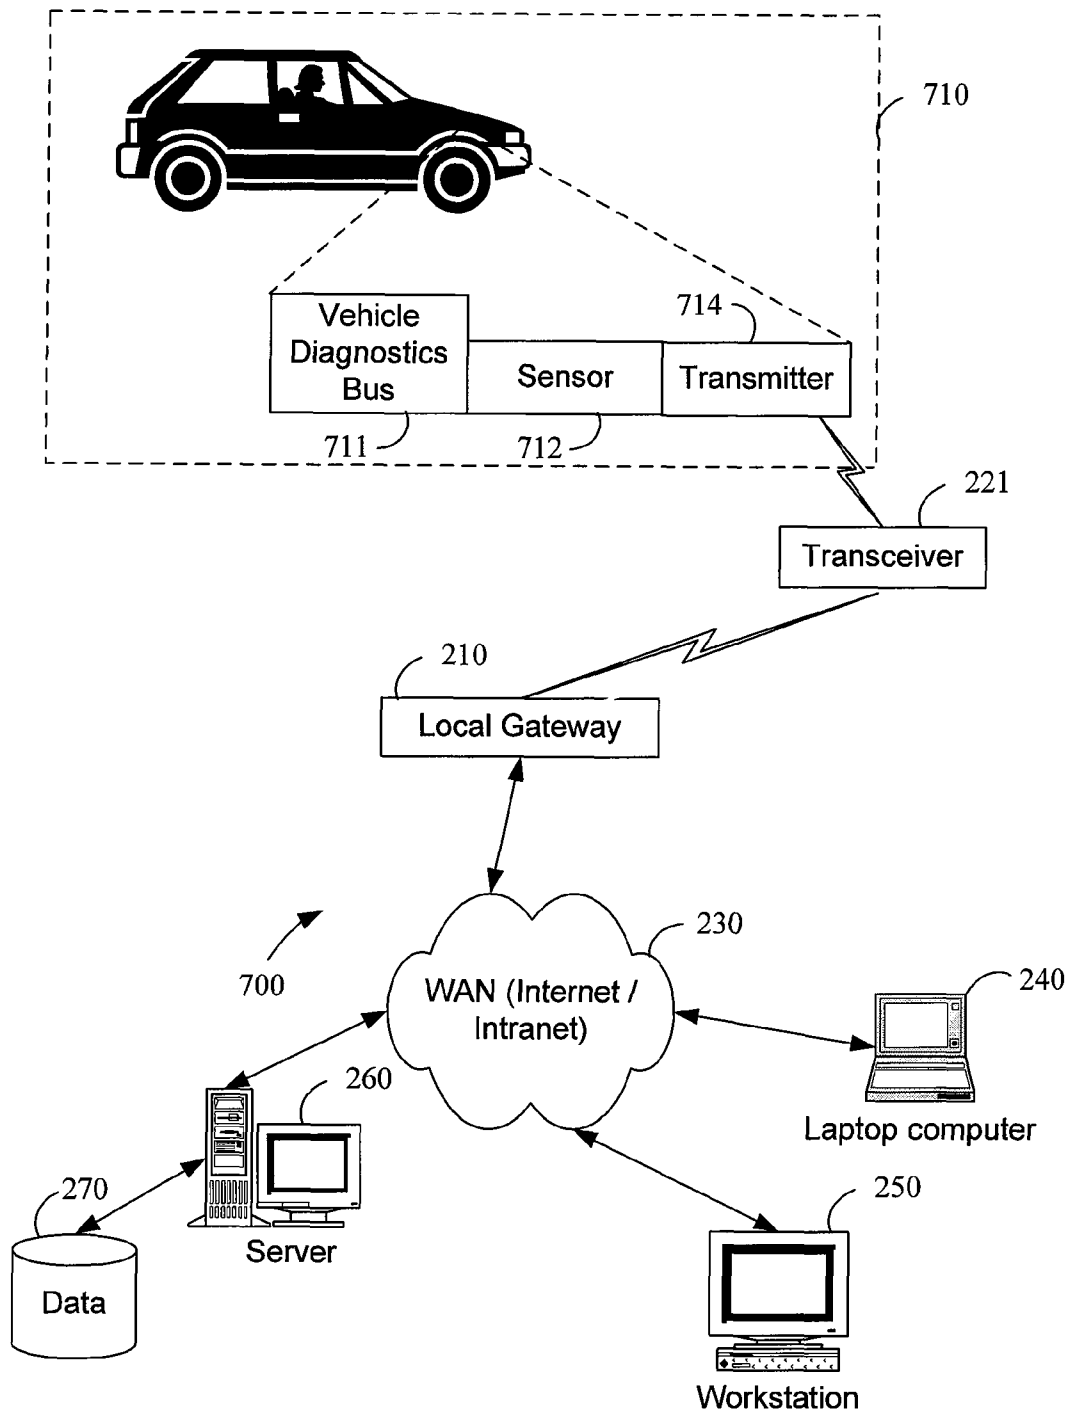 710
714
Vehicle
Diagnostics
Bus
Sensor
Transmitter
711
712
221
Transceiver
210
Local Gateway
230
700
WAN (Internet /
Intranet)
240
260
Laptop computer
270
250
Server
Data
Workstation